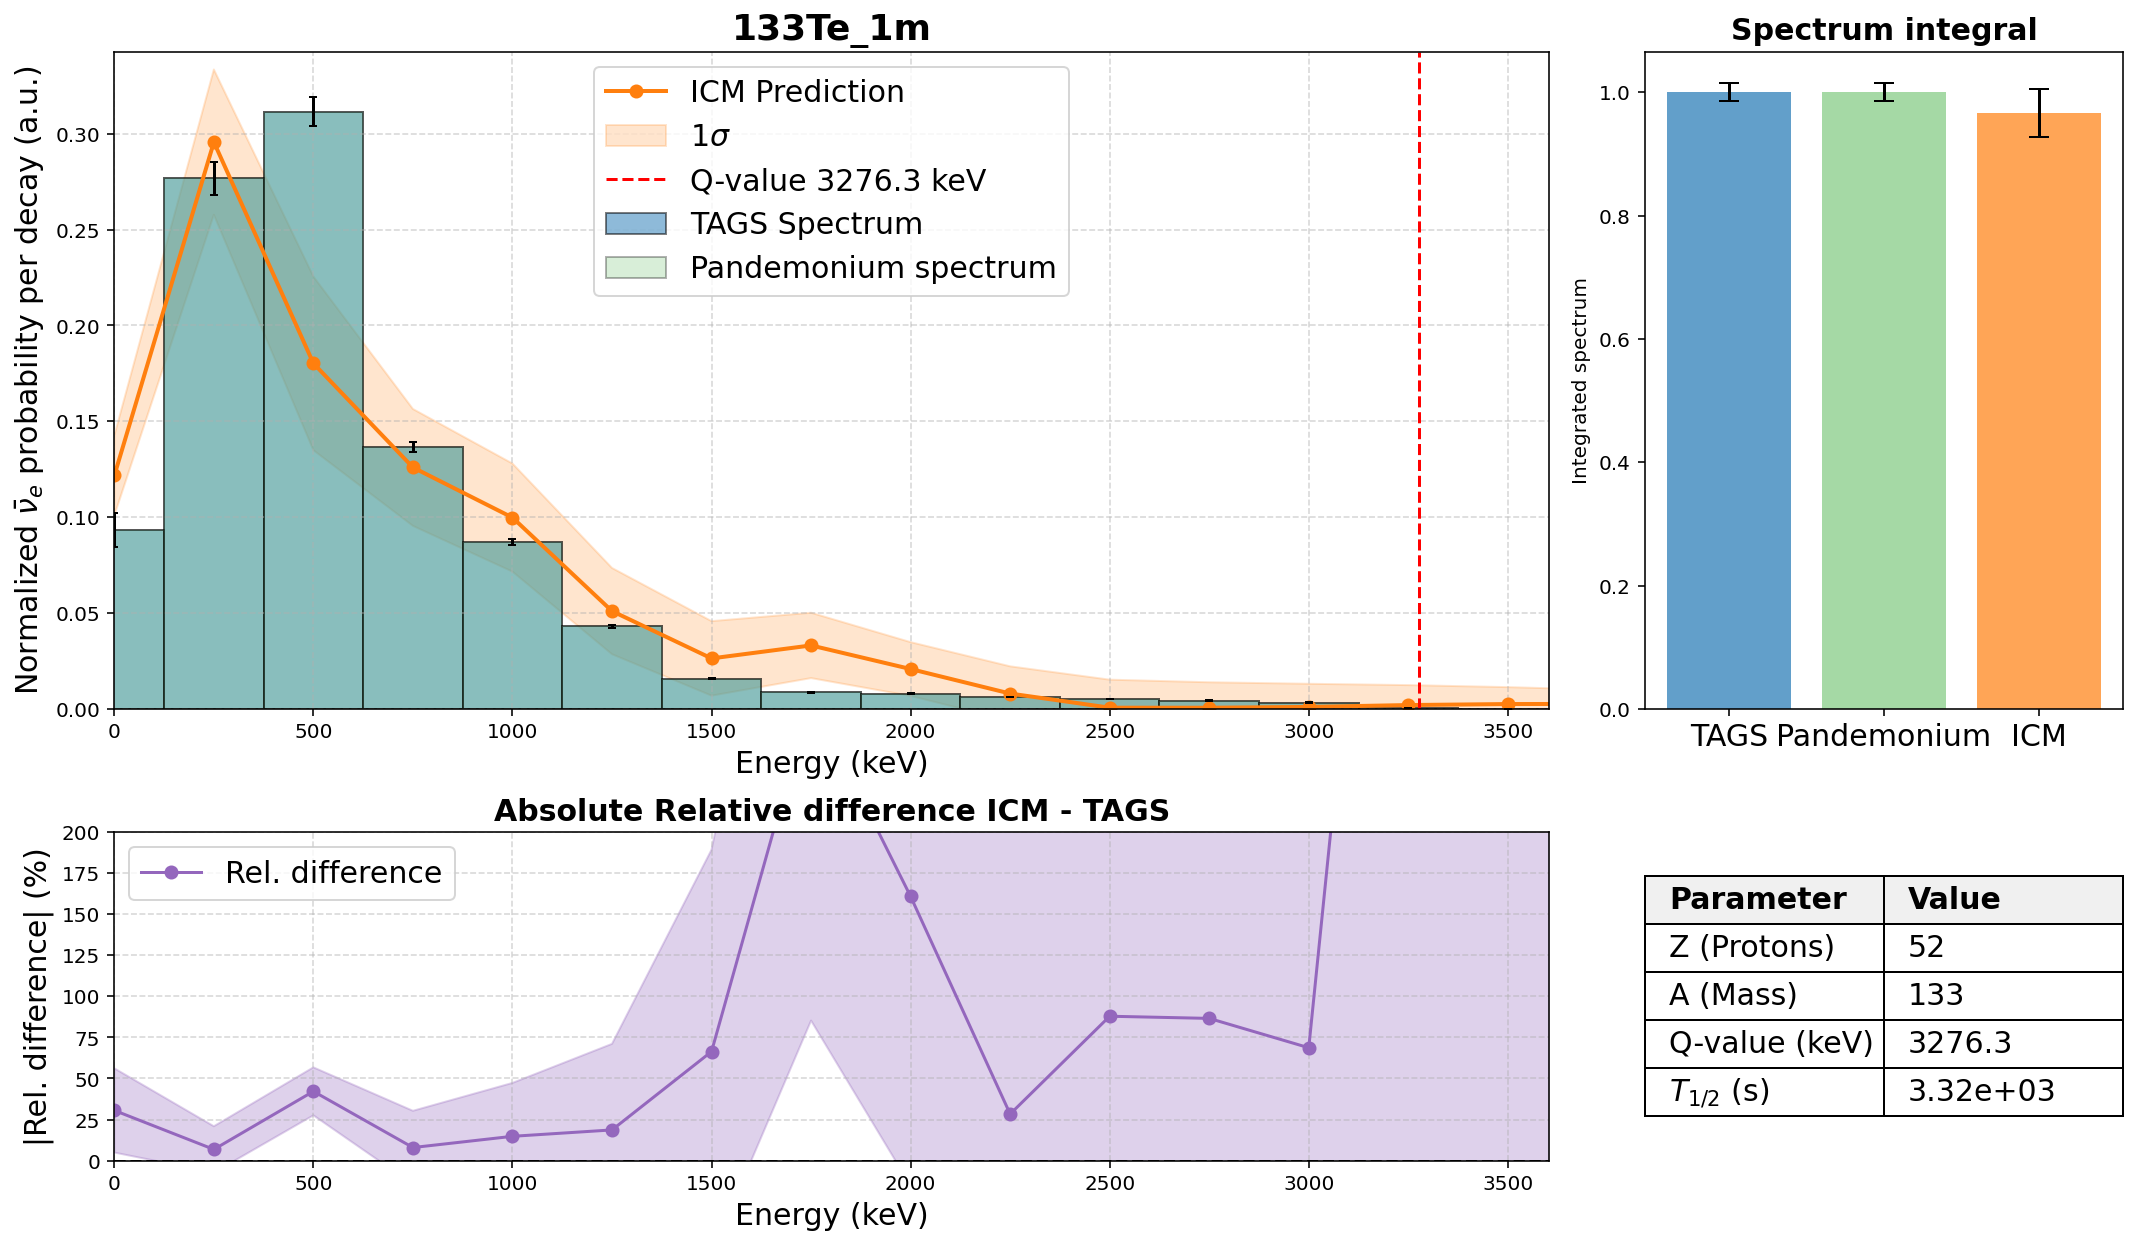 133Te_1m
Normalized ν̄ₑ probability per decay (a.u.)
0.30
0.25
0.20
0.15
0.10
0.05
0.00
ICM Prediction
1σ
Q-value 3276.3 keV
TAGS Spectrum
Pandemonium spectrum
0 500 1000 1500 2000 2500 3000 3500
Energy (keV)
Spectrum integral
Integrated spectrum
1.0
0.8
0.6
0.4
0.2
0.0
TAGS Pandemonium ICM
Absolute Relative difference ICM - TAGS
|Rel. difference| (%)
200
175
150
125
100
75
50
25
0
Rel. difference
0 500 1000 1500 2000 2500 3000 3500
Energy (keV)
Parameter Value
Z (Protons) 52
A (Mass) 133
Q-value (keV) 3276.3
T₁/₂ (s) 3.32e+03